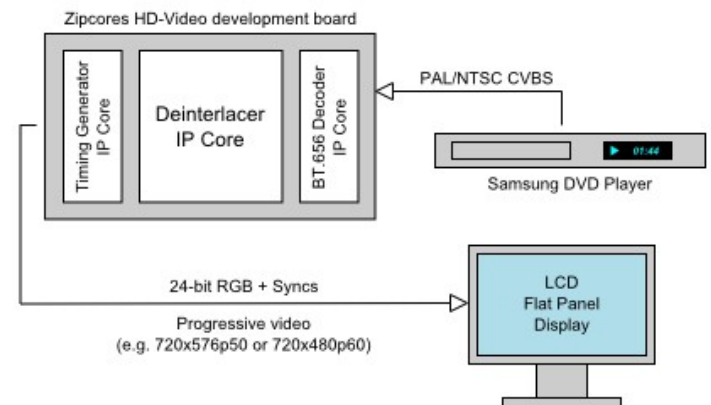 Zipcores HD-Video development board
Timing Generator
IP Core
Deinterlacer
IP Core
BT.656 Decoder
IP Core
PAL/NTSC CVBS
01:44
Samsung DVD Player
24-bit RGB + Syncs
Progressive video
(e.g. 720x576p50 or 720x480p60)
LCD
Flat Panel
Display